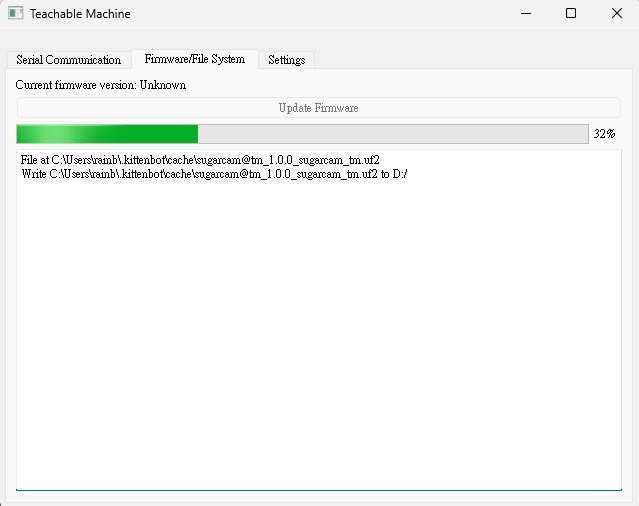 Teachable Machine
Serial Communication Firmware/File System Settings
Current firmware version: Unknown
Update Firmware
32%
File at C:\Users\rainb\.kittenbot\cache\sugarcam@tm_1.0.0_sugarcam_tm.uf2
Write C:\Users\rainb\.kittenbot\cache\sugarcam@tm_1.0.0_sugarcam_tm.uf2 to D:/